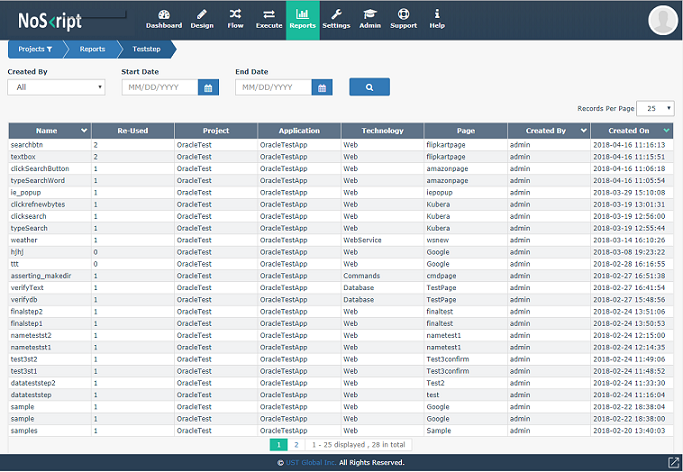 NoScript
Dashboard Design Flow Execute Reports Settings Admin Support Help
Projects Reports Teststep
Created By Start Date End Date
All MM/DD/YYYY MM/DD/YYYY
Records Per Page 25
Name Re-Used Project Application Technology Page Created By Created On
searchbtn 2 OracleTest OracleTestApp Web flipkartpage admin 2018-04-16 11:16:13
textbox 2 OracleTest OracleTestApp Web flipkartpage admin 2018-04-16 11:15:51
clickSearchButton 1 OracleTest OracleTestApp Web amazonpage admin 2018-04-16 11:06:18
typeSearchWord 1 OracleTest OracleTestApp Web amazonpage admin 2018-04-16 11:05:54
ie_popup 1 OracleTest OracleTestApp Web iepopup admin 2018-03-29 15:10:08
clickrefnewbytes 1 OracleTest OracleTestApp Web Kubera admin 2018-03-19 13:01:31
clicksearch 1 OracleTest OracleTestApp Web Kubera admin 2018-03-19 12:56:00
typeSearch 1 OracleTest OracleTestApp Web Kubera admin 2018-03-19 12:55:44
weather 1 OracleTest OracleTestApp WebService wsnew admin 2018-03-14 16:10:26
hjhj 0 OracleTest OracleTestApp Web Google admin 2018-03-08 19:23:22
ttt 0 OracleTest OracleTestApp Web Google admin 2018-02-28 16:16:55
asserting_makedir 1 OracleTest OracleTestApp Commands cmdpage admin 2018-02-27 16:51:38
verifyText 1 OracleTest OracleTestApp Database TestPage admin 2018-02-27 16:41:54
verifydb 1 OracleTest OracleTestApp Database TestPage admin 2018-02-27 15:48:56
finalstep2 1 OracleTest OracleTestApp Web finaltest admin 2018-02-24 13:51:06
finalstep1 1 OracleTest OracleTestApp Web finaltest admin 2018-02-24 13:50:53
nametestst2 1 OracleTest OracleTestApp Web nametest1 admin 2018-02-24 12:15:00
nametestst1 1 OracleTest OracleTestApp Web nametest1 admin 2018-02-24 12:14:35
test3st2 1 OracleTest OracleTestApp Web Test3confirm admin 2018-02-24 11:49:06
test3st1 1 OracleTest OracleTestApp Web Test3confirm admin 2018-02-24 11:48:52
datateststep2 1 OracleTest OracleTestApp Web Test2 admin 2018-02-24 11:33:30
datateststep 1 OracleTest OracleTestApp Web test admin 2018-02-24 11:16:04
sample 1 OracleTest OracleTestApp Web Google admin 2018-02-22 18:38:04
sample 1 OracleTest OracleTestApp Web Google admin 2018-02-22 18:38:00
samples 1 OracleTest OracleTestApp Web Sample admin 2018-02-20 13:40:03
1 2 1 - 25 displayed , 28 in total
© UST Global Inc. All Rights Reserved.